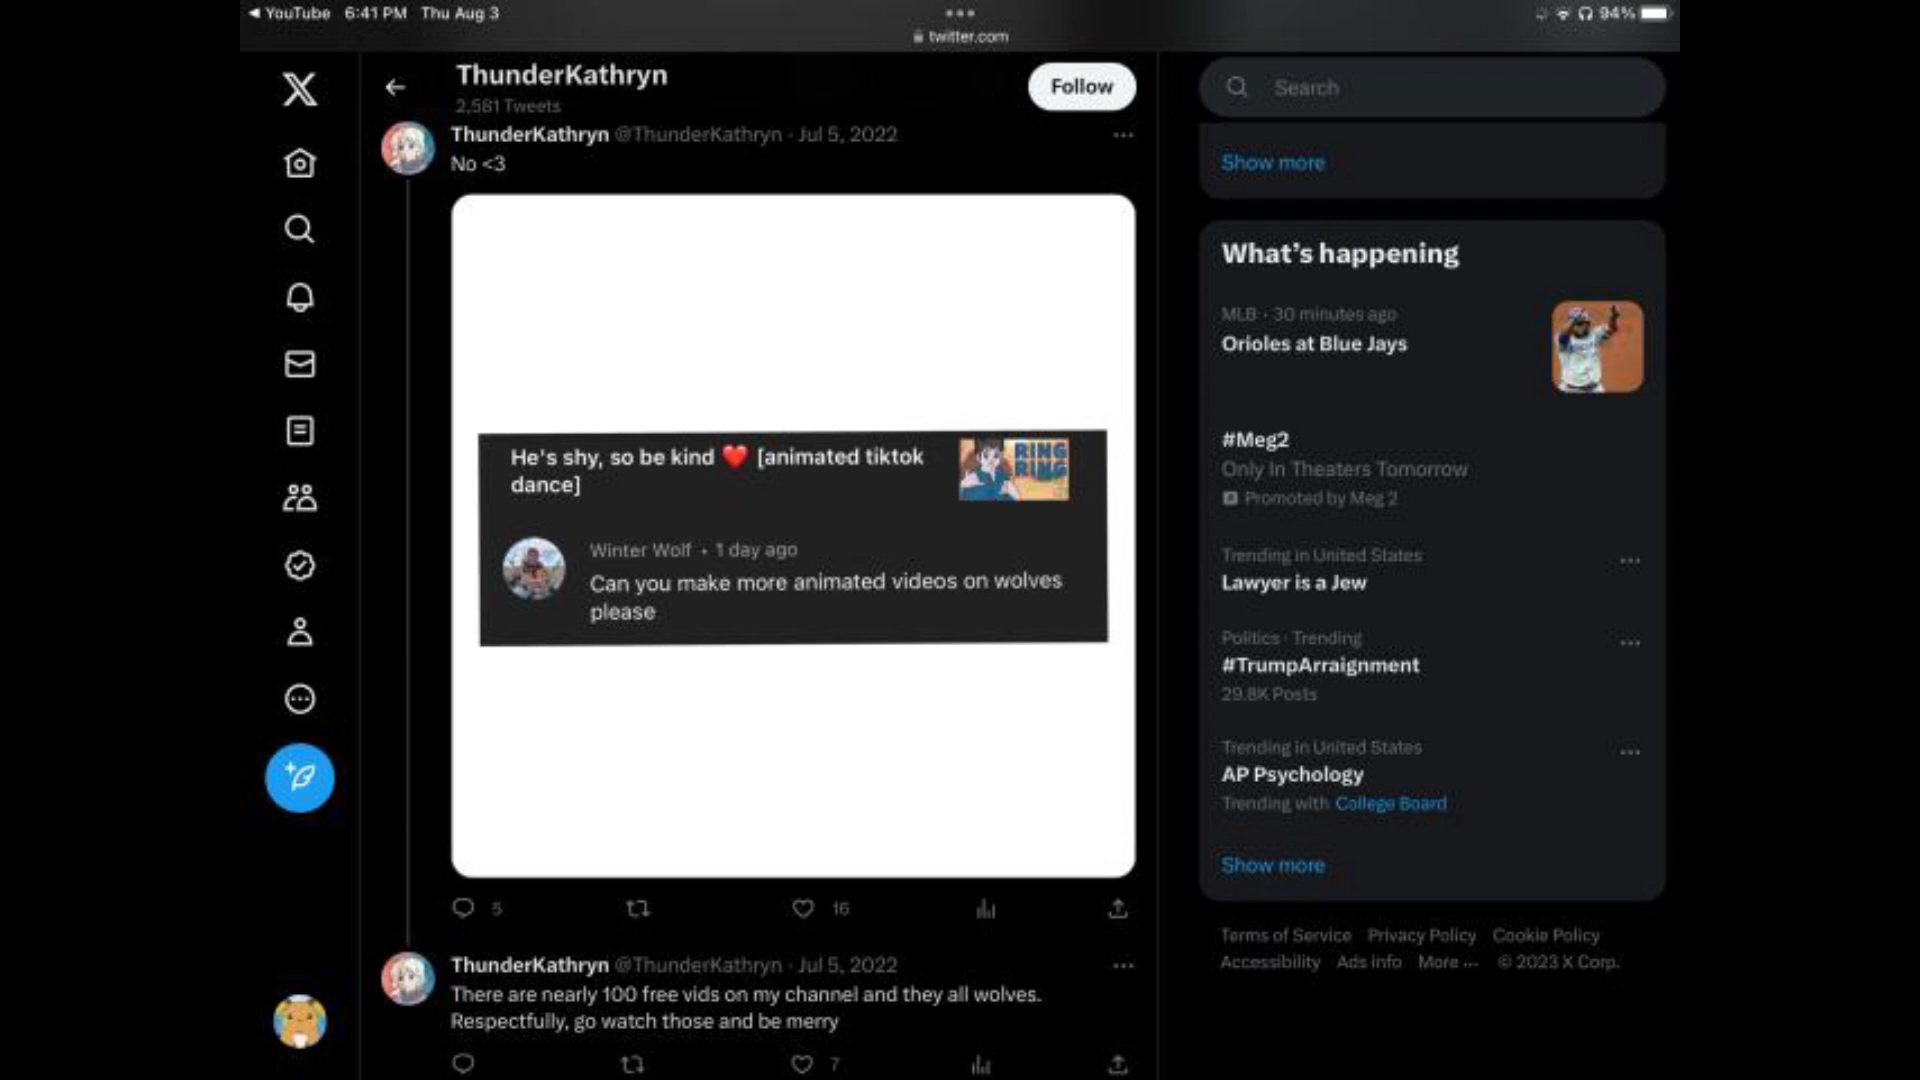 YouTube 6:41 PM Thu Aug 3
94%
twitter.com
ThunderKathryn
2,581 Tweets
Follow
ThunderKathryn @ThunderKathryn · Jul 5, 2022
No <3
He's shy, so be kind ❤️ [animated tiktok
dance]
RING
RING
Winter Wolf • 1 day ago
Can you make more animated videos on wolves
please
5
16
ThunderKathryn @ThunderKathryn · Jul 5, 2022
There are nearly 100 free vids on my channel and they all wolves.
Respectfully, go watch those and be merry
7
Search
Show more
What's happening
MLB · 30 minutes ago
Orioles at Blue Jays
#Meg2
Only In Theaters Tomorrow
Promoted by Meg 2
Trending in United States
Lawyer is a Jew
Politics · Trending
#TrumpArraignment
29.8K Posts
Trending in United States
AP Psychology
Trending with College Board
Show more
Terms of Service Privacy Policy Cookie Policy
Accessibility Ads info More ··· © 2023 X Corp.